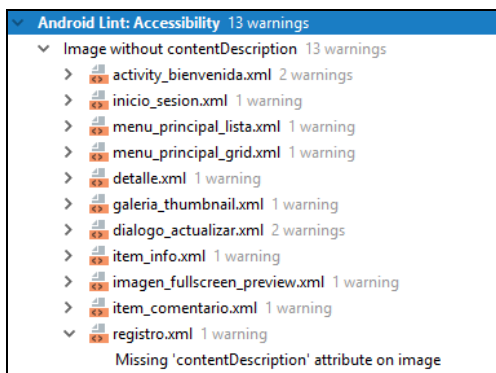 Android Lint: Accessibility 13 warnings
Image without contentDescription 13 warnings
activity_bienvenida.xml 2 warnings
inicio_sesion.xml 1 warning
menu_principal_lista.xml 1 warning
menu_principal_grid.xml 1 warning
detalle.xml 1 warning
galeria_thumbnail.xml 1 warning
dialogo_actualizar.xml 2 warnings
item_info.xml 1 warning
imagen_fullscreen_preview.xml 1 warning
item_comentario.xml 1 warning
registro.xml 1 warning
Missing 'contentDescription' attribute on image